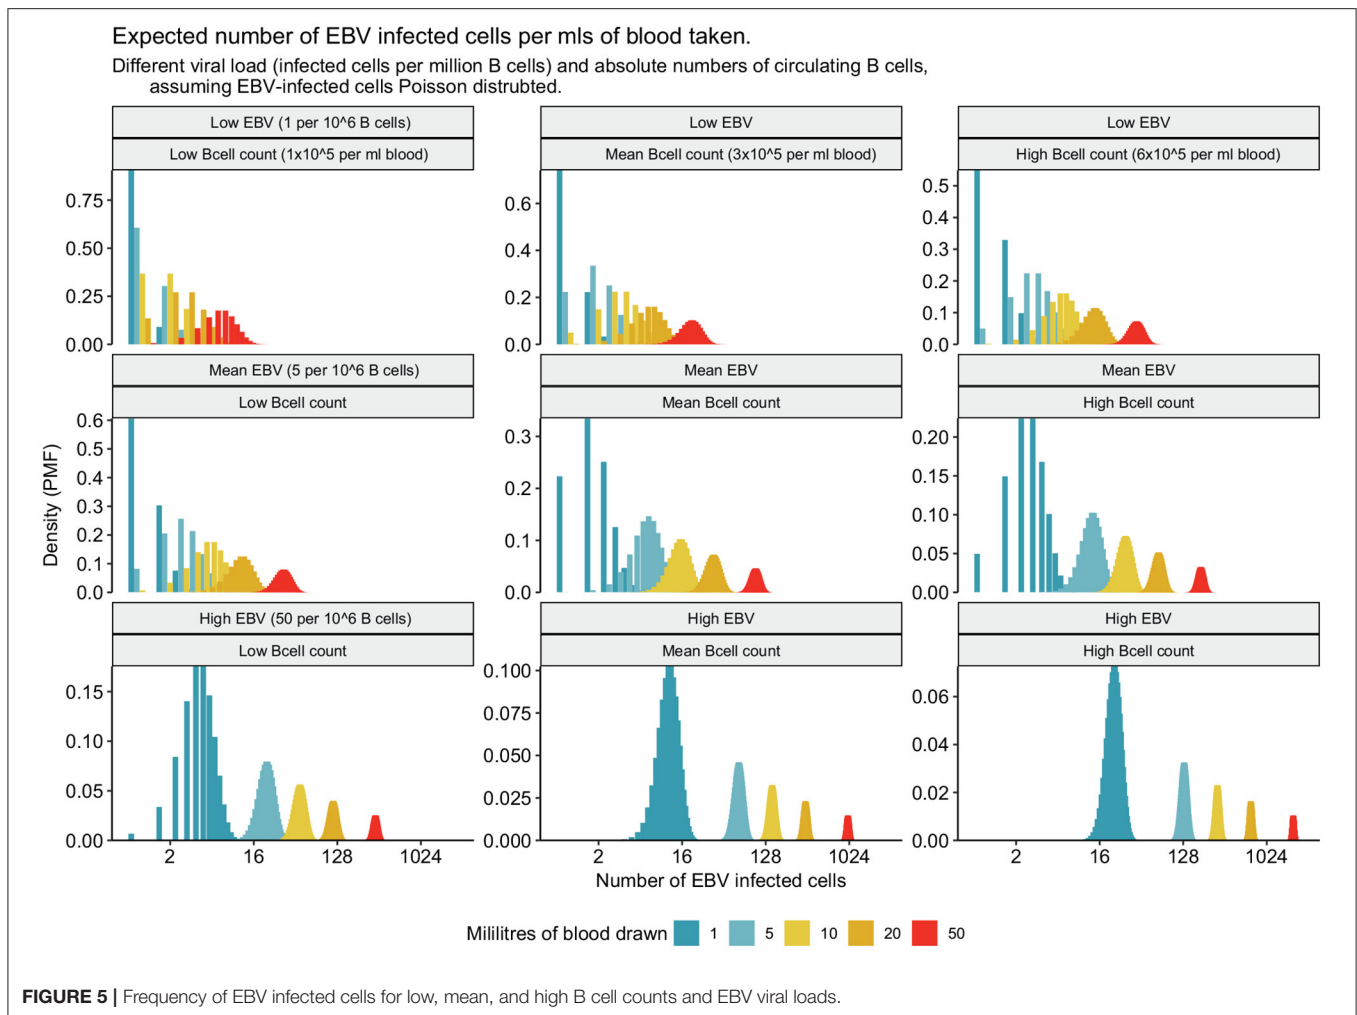 Expected number of EBV infected cells per mls of blood taken.
Different viral load (infected cells per million B cells) and absolute numbers of circulating B cells,
assuming EBV-infected cells Poisson distrubted.
Low EBV (1 per 10^6 B cells)
Low Bcell count (1x10^5 per ml blood)
Low EBV
Mean Bcell count (3x10^5 per ml blood)
Low EBV
High Bcell count (6x10^5 per ml blood)
0.75
0.50
0.25
0.00
0.6
0.4
0.2
0.0
0.5
0.4
0.3
0.2
0.1
0.0
Mean EBV (5 per 10^6 B cells)
Low Bcell count
Mean EBV
Mean Bcell count
Mean EBV
High Bcell count
Density (PMF)
0.6
0.5
0.4
0.3
0.2
0.1
0.0
0.3
0.2
0.1
0.0
0.20
0.15
0.10
0.05
0.00
High EBV (50 per 10^6 B cells)
Low Bcell count
High EBV
Mean Bcell count
High EBV
High Bcell count
0.15
0.10
0.05
0.00
0.100
0.075
0.050
0.025
0.000
0.06
0.04
0.02
0.00
2 16 128 1024
2 16 128 1024
2 16 128 1024
Number of EBV infected cells
Mililitres of blood drawn 1 5 10 20 50
FIGURE 5 | Frequency of EBV infected cells for low, mean, and high B cell counts and EBV viral loads.